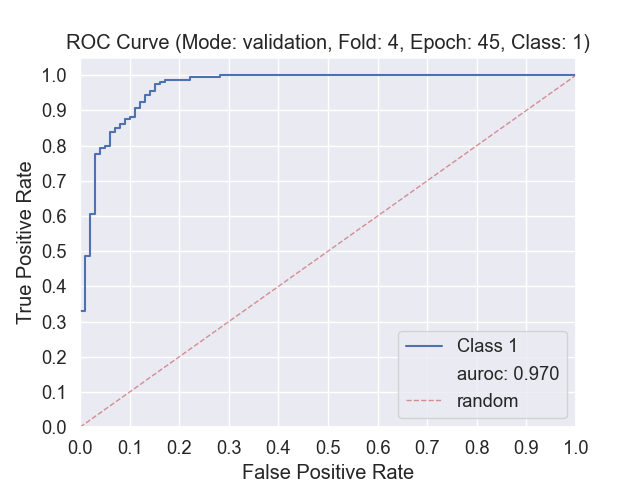 ROC Curve (Mode: validation, Fold: 4, Epoch: 45, Class: 1)
True Positive Rate
1.0
0.9
0.8
0.7
0.6
0.5
0.4
0.3
0.2
0.1
0.0
Class 1
auroc: 0.970
random
0.0 0.1 0.2 0.3 0.4 0.5 0.6 0.7 0.8 0.9 1.0
False Positive Rate